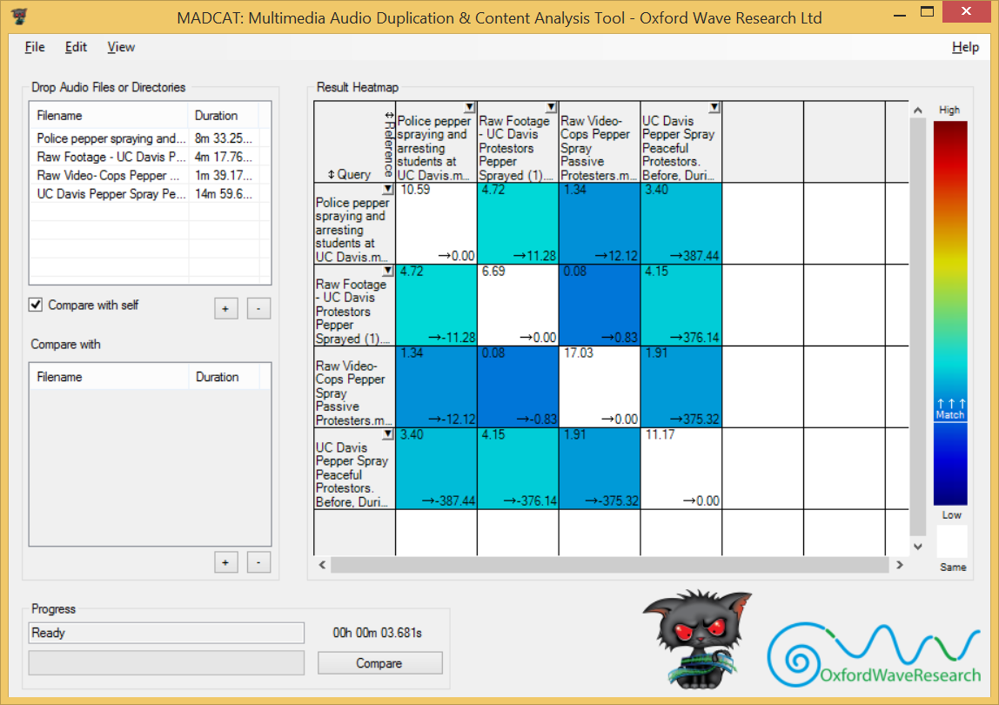 MADCAT: Multimedia Audio Duplication & Content Analysis Tool - Oxford Wave Research Ltd
File Edit View Help
Drop Audio Files or Directories
Filename Duration
Police pepper spraying and... 8m 33.25...
Raw Footage - UC Davis P... 4m 17.76...
Raw Video- Cops Pepper ... 1m 39.17...
UC Davis Pepper Spray Pe... 14m 59.6...
Compare with self
+ -
Compare with
Filename Duration
+ -
Result Heatmap
↔Reference
↕Query
Police pepper
spraying and
arresting
students at
UC Davis.m...
Raw Footage
- UC Davis
Protestors
Pepper
Sprayed (1)....
Raw Video-
Cops Pepper
Spray
Passive
Protesters.m...
UC Davis
Pepper Spray
Peaceful
Protestors.
Before, Duri...
Police pepper
spraying and
arresting
students at
UC Davis.m...
10.59 4.72 1.34 3.40
→0.00 →11.28 →12.12 →387.44
Raw Footage
- UC Davis
Protestors
Pepper
Sprayed (1)....
4.72 6.69 0.08 4.15
→-11.28 →0.00 →0.83 →376.14
Raw Video-
Cops Pepper
Spray
Passive
Protesters.m...
1.34 0.08 17.03 1.91
→-12.12 →-0.83 →0.00 →375.32
UC Davis
Pepper Spray
Peaceful
Protestors.
Before, Duri...
3.40 4.15 1.91 11.17
→-387.44 →-376.14 →-375.32 →0.00
High
↑↑↑
Match
Low
Same
Progress
Ready
00h 00m 03.681s
Compare
OxfordWaveResearch